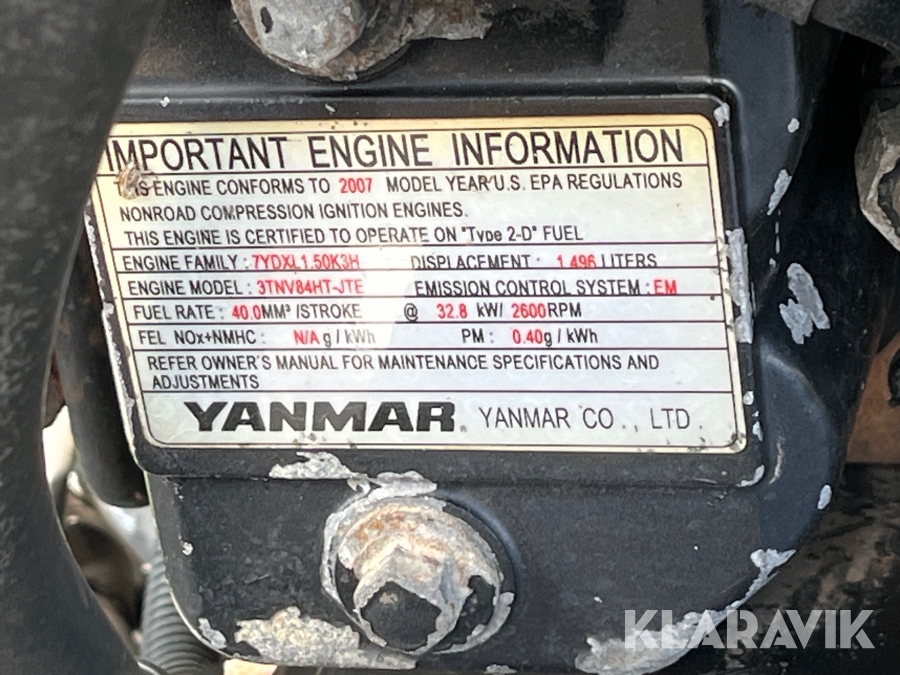 IMPORTANT ENGINE INFORMATION
THIS ENGINE CONFORMS TO 2007 MODEL YEAR U.S. EPA REGULATIONS
NONROAD COMPRESSION IGNITION ENGINES.
THIS ENGINE IS CERTIFIED TO OPERATE ON "Type 2-D" FUEL
ENGINE FAMILY : 7YDXL1.50K3H DISPLACEMENT : 1.496 LITERS
ENGINE MODEL : 3TNV84HT-JTE EMISSION CONTROL SYSTEM : EM
FUEL RATE : 40.0MM³ /STROKE @ 32.8 kW/ 2600RPM
FEL NOx+NMHC : N/A g / kWh PM : 0.40g / kWh
REFER OWNER'S MANUAL FOR MAINTENANCE SPECIFICATIONS AND
ADJUSTMENTS
YANMAR® YANMAR CO., LTD.
KLARAVIK